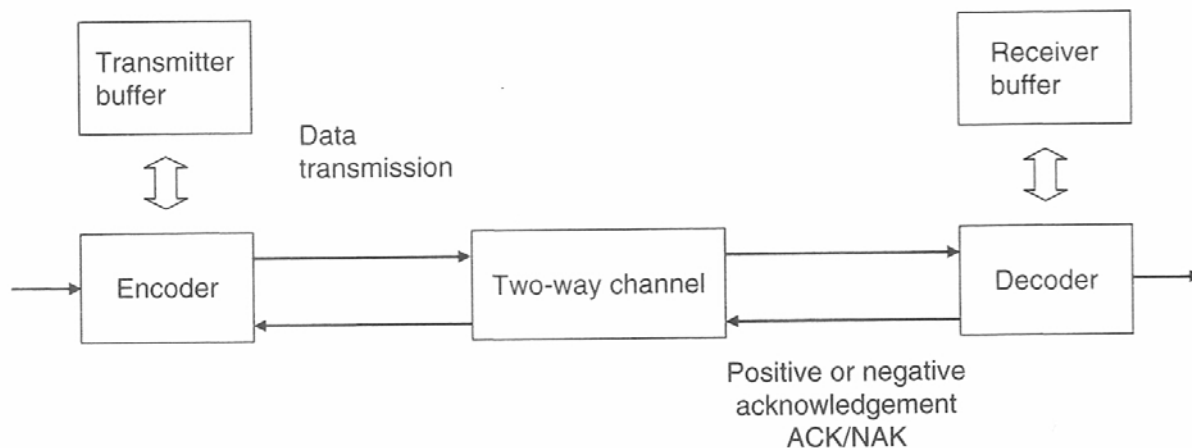 Transmitter
buffer
Receiver
buffer
Data
transmission
Encoder
Two-way channel
Decoder
Positive or negative
acknowledgement
ACK/NAK